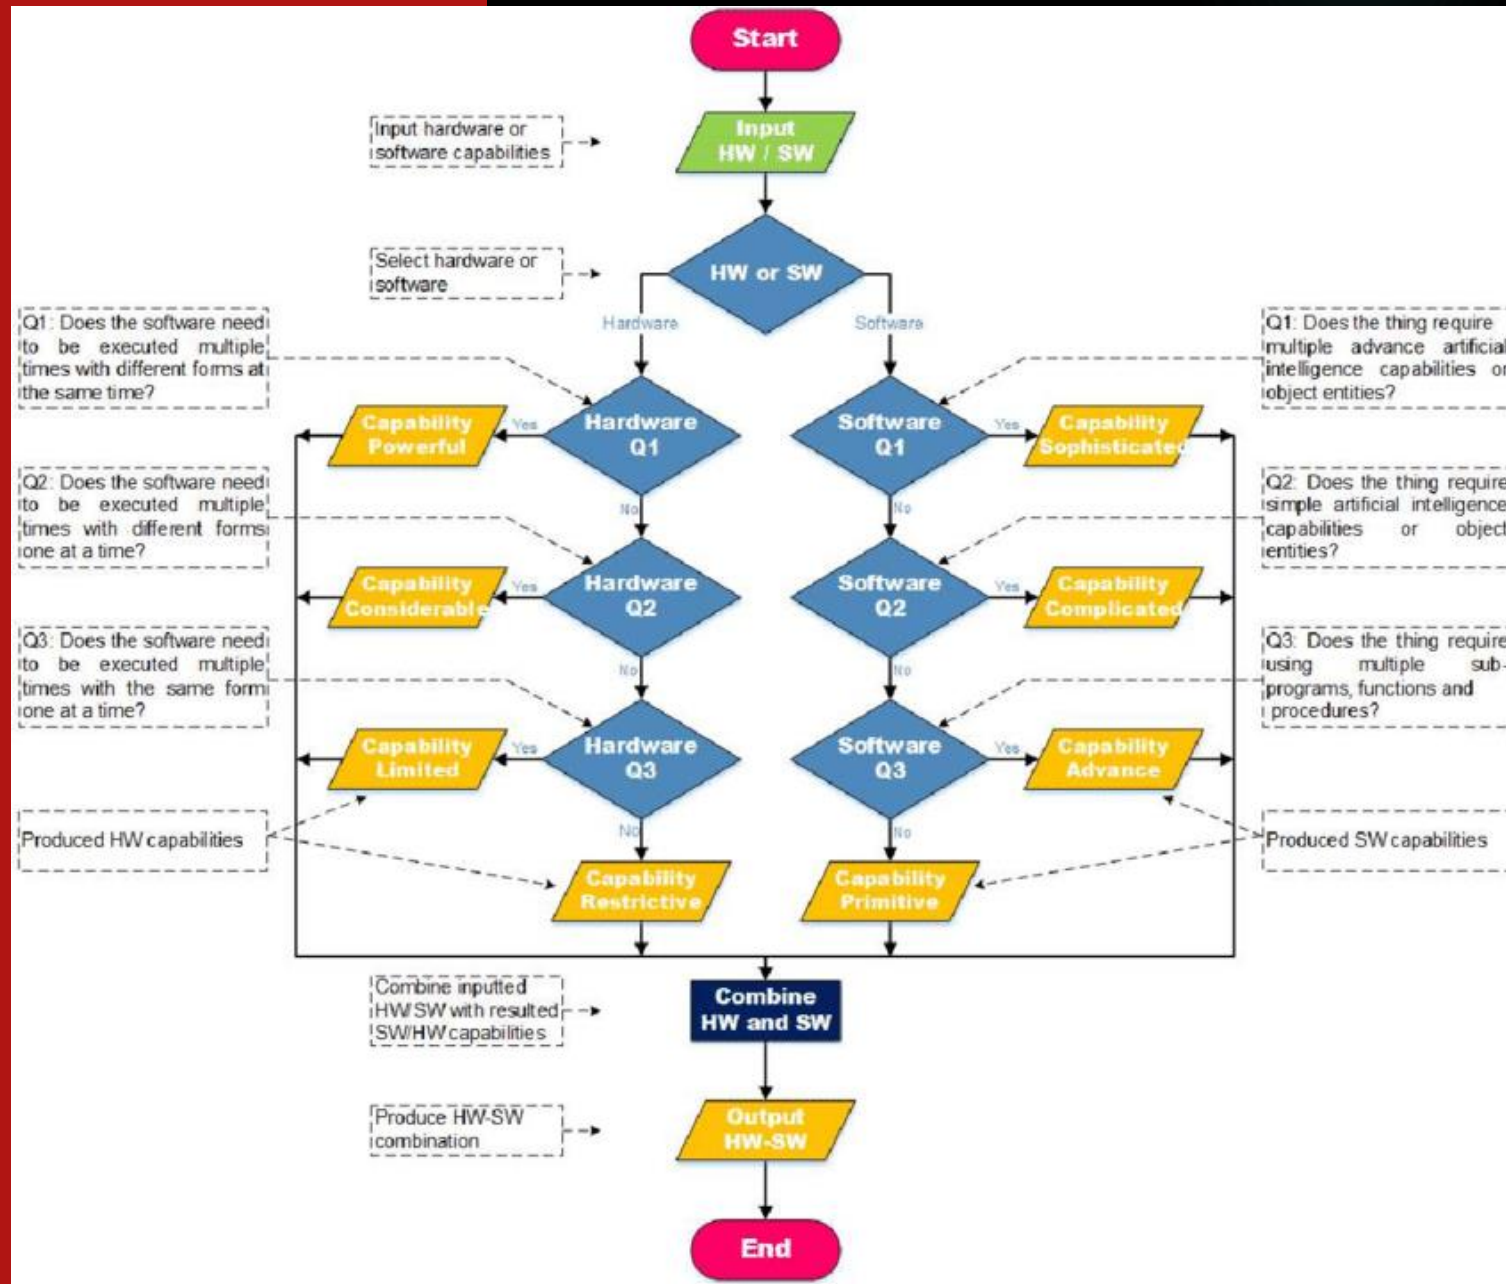 Start
Input hardware or
software capabilities
Input
HW / SW
Select hardware or
software
HW or SW
Hardware
Software
Q1: Does the software need
to be executed multiple
times with different forms at
the same time?
Q1: Does the thing require
multiple advance artificial
intelligence capabilities or
object entities?
Capability
Powerful
Yes
Hardware
Q1
Software
Q1
Yes
Capability
Sophisticated
Q2: Does the software need
to be executed multiple
times with different forms
one at a time?
No
No
Q2: Does the thing require
simple artificial intelligence
capabilities or object
entities?
Capability
Considerable
Yes
Hardware
Q2
Software
Q2
Yes
Capability
Complicated
Q3: Does the software need
to be executed multiple
times with the same form
one at a time?
No
No
Q3: Does the thing require
using multiple sub-
programs, functions and
procedures?
Capability
Limited
Yes
Hardware
Q3
Software
Q3
Yes
Capability
Advance
Produced HW capabilities
No
No
Produced SW capabilities
Capability
Restrictive
Capability
Primitive
Combine inputted
HW/SW with resulted
SW/HW capabilities
Combine
HW and SW
Produce HW-SW
combination
Output
HW-SW
End